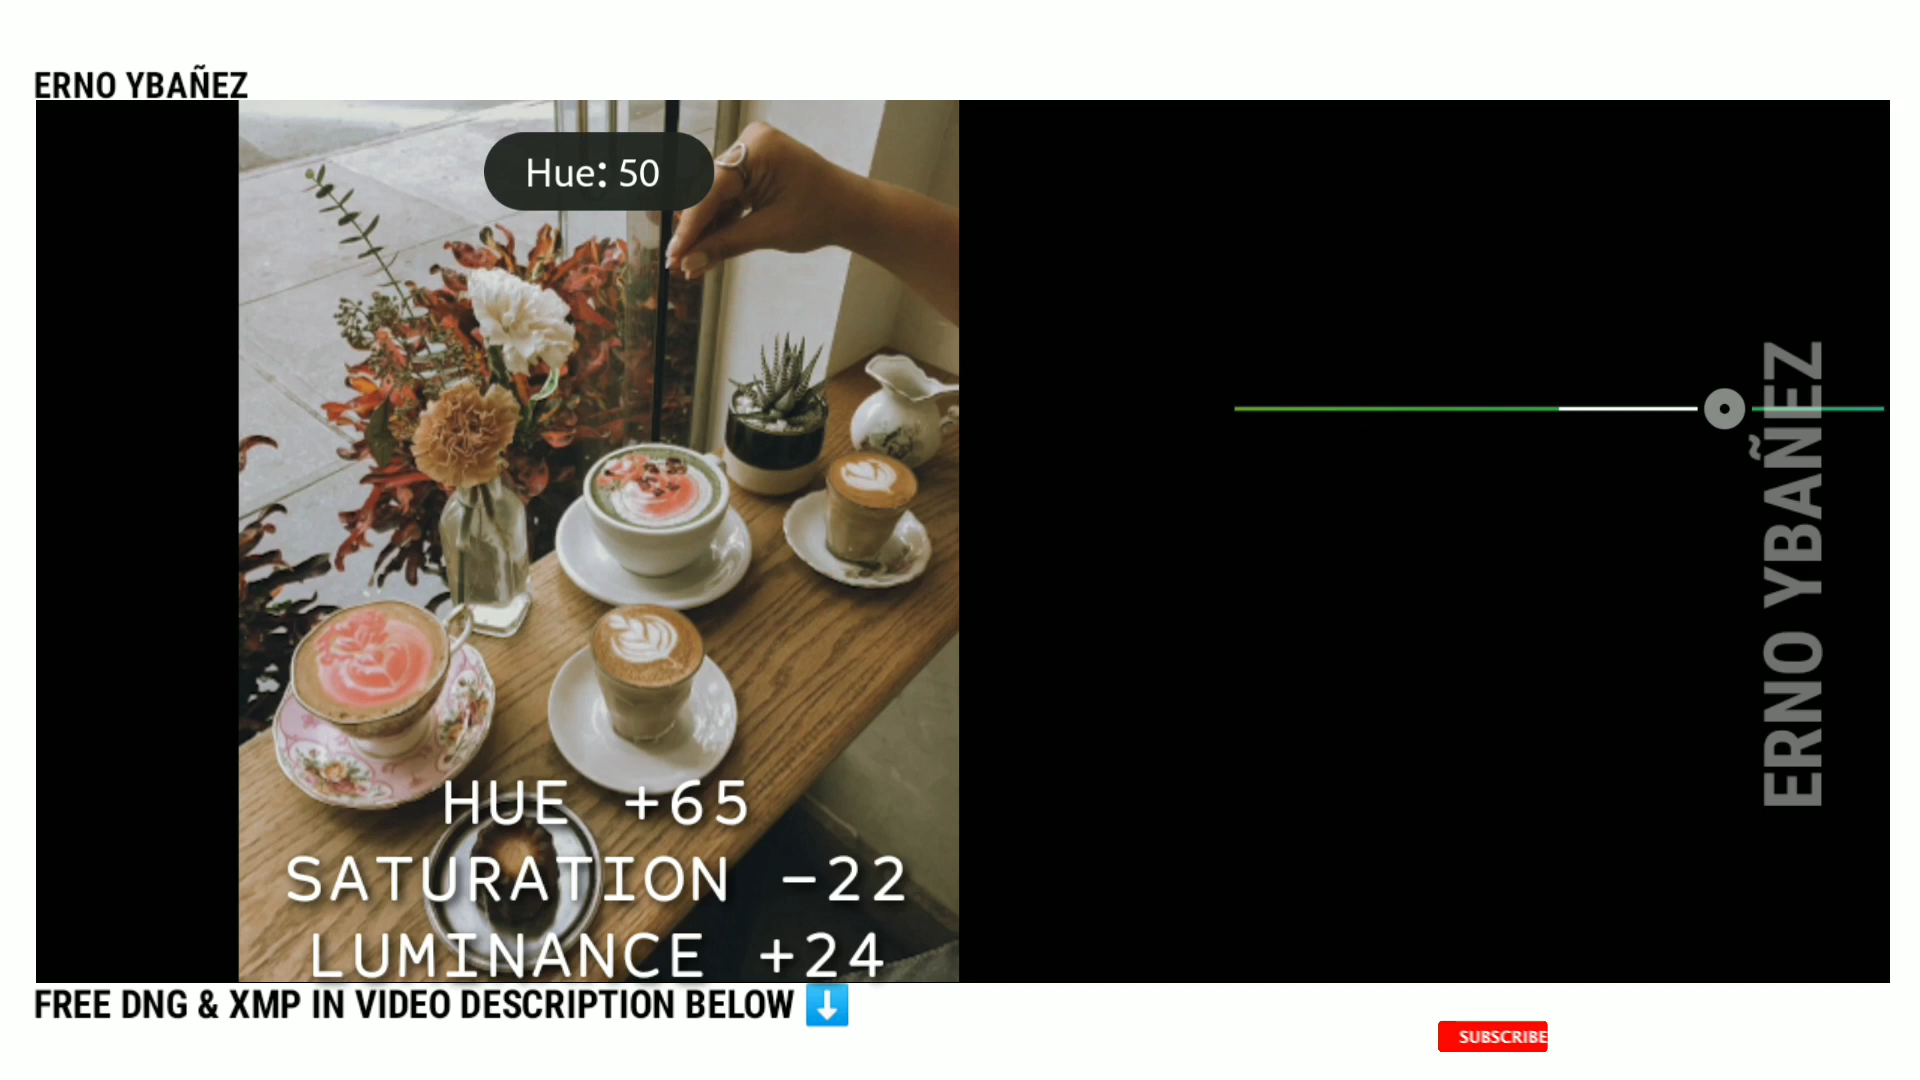 ERNO YBAÑEZ
Hue: 50
ERNO YBAÑEZ
HUE +65
SATURATION -22
LUMINANCE +24
FREE DNG & XMP IN VIDEO DESCRIPTION BELOW ⬇️
SUBSCRIBE